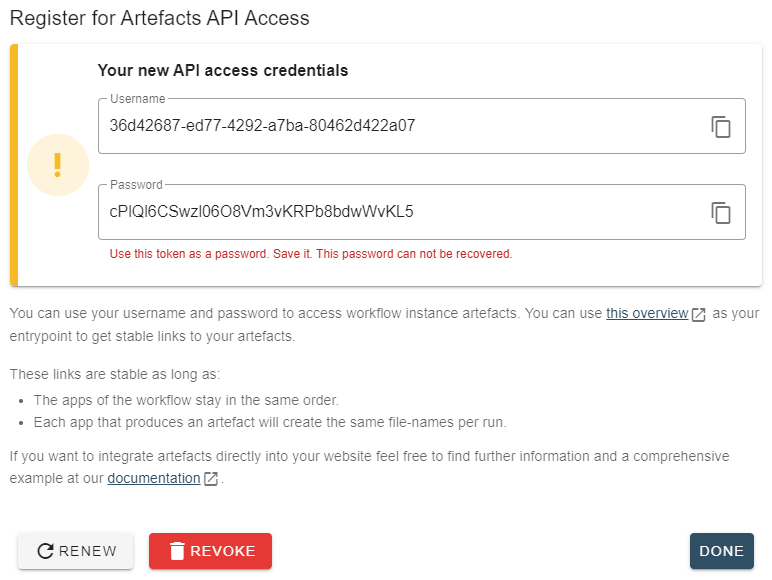 Register for Artefacts API Access
Your new API access credentials
Username
36d42687-ed77-4292-a7ba-80462d422a07
Password
cPlQl6CSwzl06O8Vm3vKRPb8bdwWvKL5
Use this token as a password. Save it. This password can not be recovered.
You can use your username and password to access workflow instance artefacts. You can use this overview as your
entrypoint to get stable links to your artefacts.
These links are stable as long as:
The apps of the workflow stay in the same order.
Each app that produces an artefact will create the same file-names per run.
If you want to integrate artefacts directly into your website feel free to find further information and a comprehensive
example at our documentation .
RENEW
REVOKE
DONE